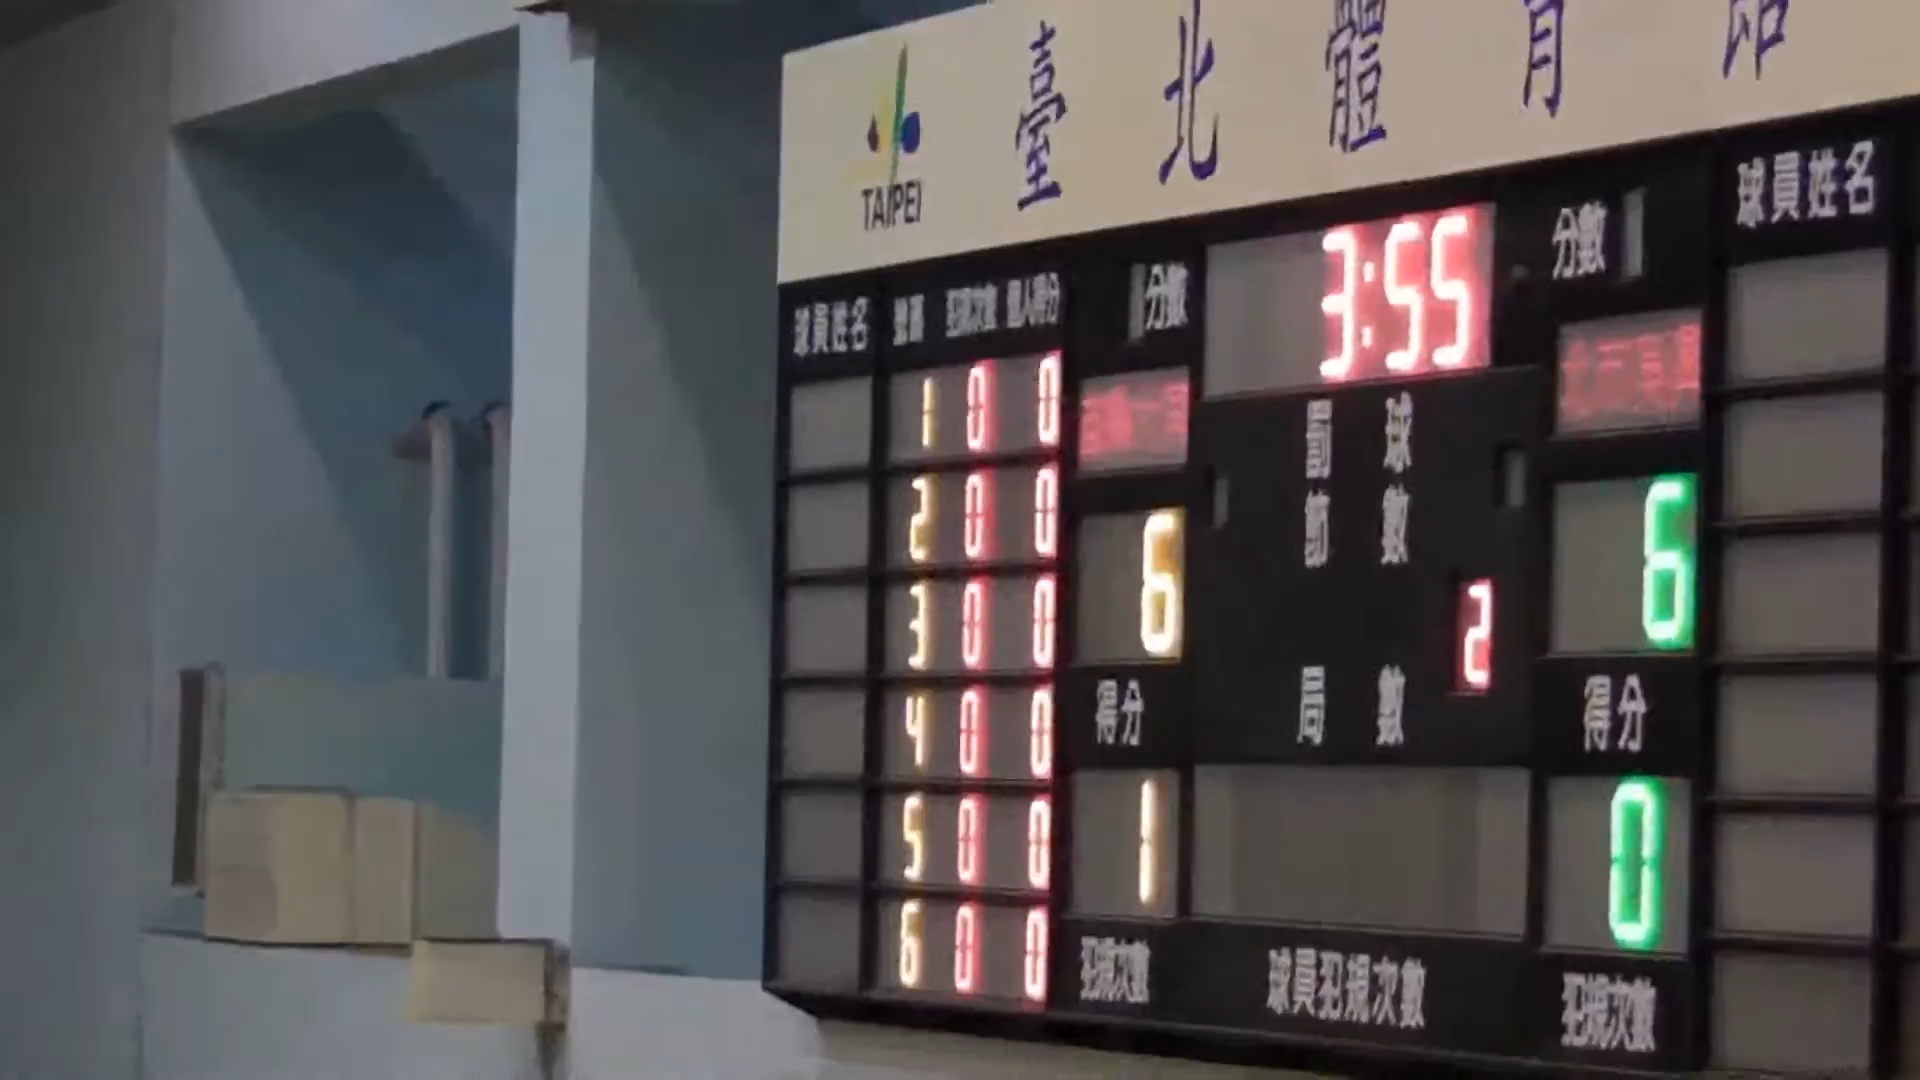 臺北體育
TAIPEI
球員姓名 號碼 犯規次數 個人得分
分數
3:55
分數
球員姓名
1 0 0
2 0 0
3 0 0
4 0 0
5 0 0
6 0 0
罰球
節數
6
2
6
得分
局數
得分
1
0
犯規次數
球員犯規次數
犯規次數